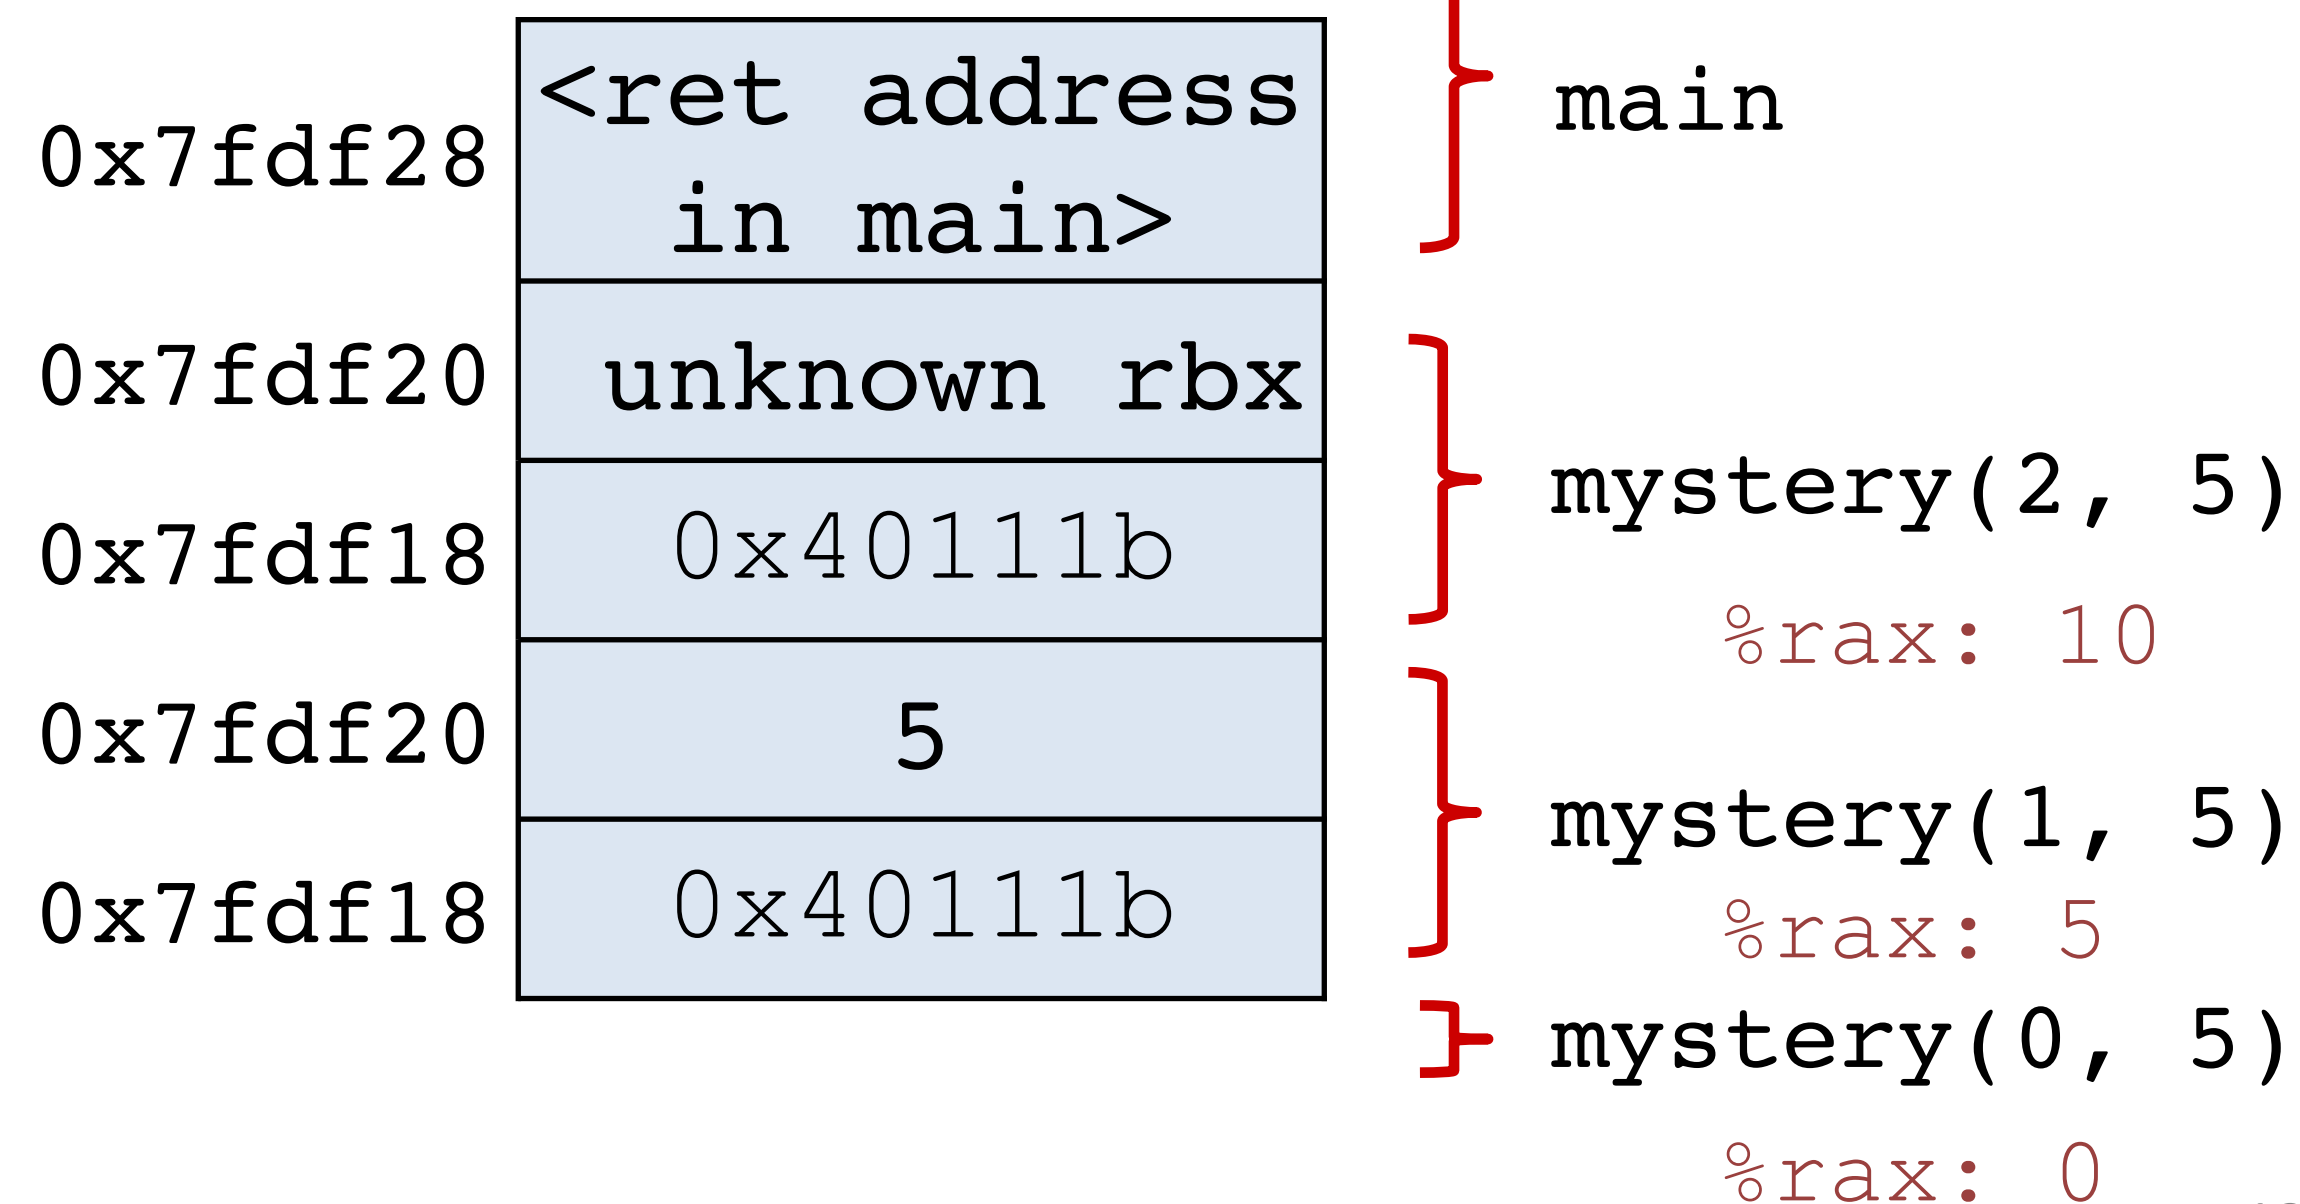 <ret address
in main>
0x7fdf28
main
0x7fdf20
unknown rbx
mystery(2, 5)
0x7fdf18
0x40111b
%rax: 10
0x7fdf20
5
mystery(1, 5)
0x7fdf18
0x40111b
%rax: 5
mystery(0, 5)
%rax: 0